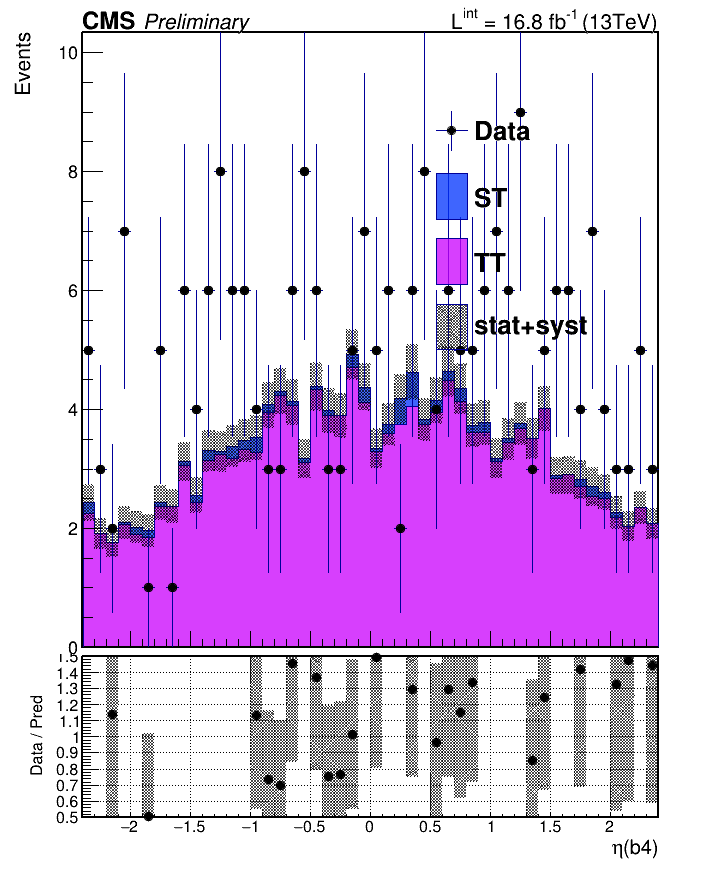 CMS Preliminary
L^int = 16.8 fb^-1 (13TeV)
Events
10
8
6
4
2
0
Data
ST
TT
stat+syst
Data / Pred
1.5
1.4
1.3
1.2
1.1
1
0.9
0.8
0.7
0.6
0.5
−2
−1.5
−1
−0.5
0
0.5
1
1.5
2
η(b4)